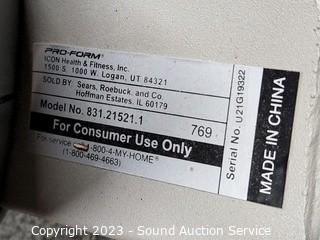 PRO-FORM®
ICON Health & Fitness, Inc.
1500 S. 1000 W. Logan, UT 84321
SOLD BY: Sears, Roebuck, and Co.
Hoffman Estates, IL 60179
Model No. 831.21521.1
769
For Consumer Use Only
For service call 1-800-4-MY-HOME®
(1-800-469-4663)
Serial No. U21G19322
MADE IN CHINA
Copyright 2023 - Sound Auction Service